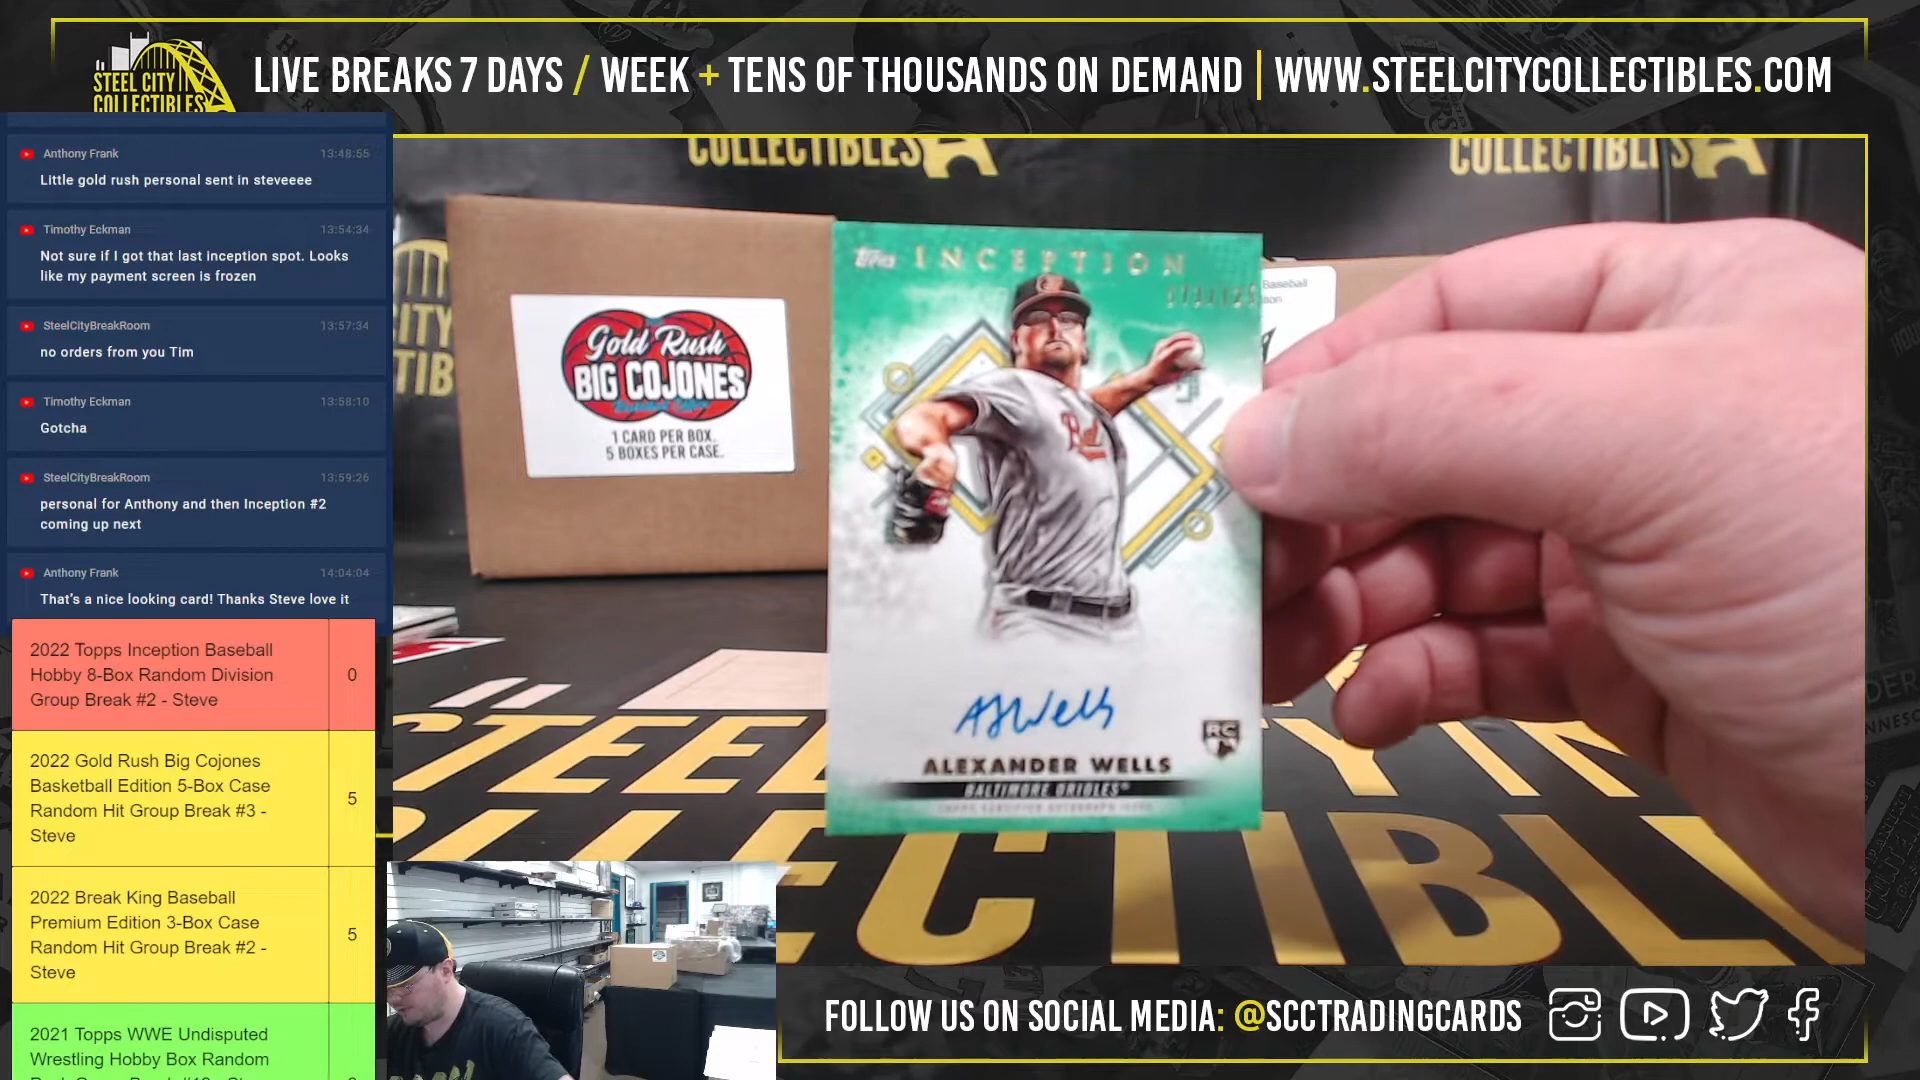 STEEL CITY
COLLECTIBLES
LIVE BREAKS 7 DAYS / WEEK + TENS OF THOUSANDS ON DEMAND | WWW.STEELCITYCOLLECTIBLES.COM
Anthony Frank 13:48:55
Little gold rush personal sent in steveeee
Timothy Eckman 13:54:34
Not sure if I got that last inception spot. Looks
like my payment screen is frozen
SteelCityBreakRoom 13:57:34
no orders from you Tim
Timothy Eckman 13:58:10
Gotcha
SteelCityBreakRoom 13:59:26
personal for Anthony and then Inception #2
coming up next
Anthony Frank 14:04:04
That's a nice looking card! Thanks Steve love it
2022 Topps Inception Baseball
Hobby 8-Box Random Division
Group Break #2 - Steve
0
2022 Gold Rush Big Cojones
Basketball Edition 5-Box Case
Random Hit Group Break #3 -
Steve
5
2022 Break King Baseball
Premium Edition 3-Box Case
Random Hit Group Break #2 -
Steve
5
2021 Topps WWE Undisputed
Wrestling Hobby Box Random
COLLECTIBLES
Gold Rush
BIG COJONES
1 CARD PER BOX.
5 BOXES PER CASE.
Baseball
Topps INCEPTION
AJ Wells
RC
ALEXANDER WELLS
BALTIMORE ORIOLES
TOPPS CERTIFIED AUTOGRAPH ISSUE
FOLLOW US ON SOCIAL MEDIA: @SCCTRADINGCARDS